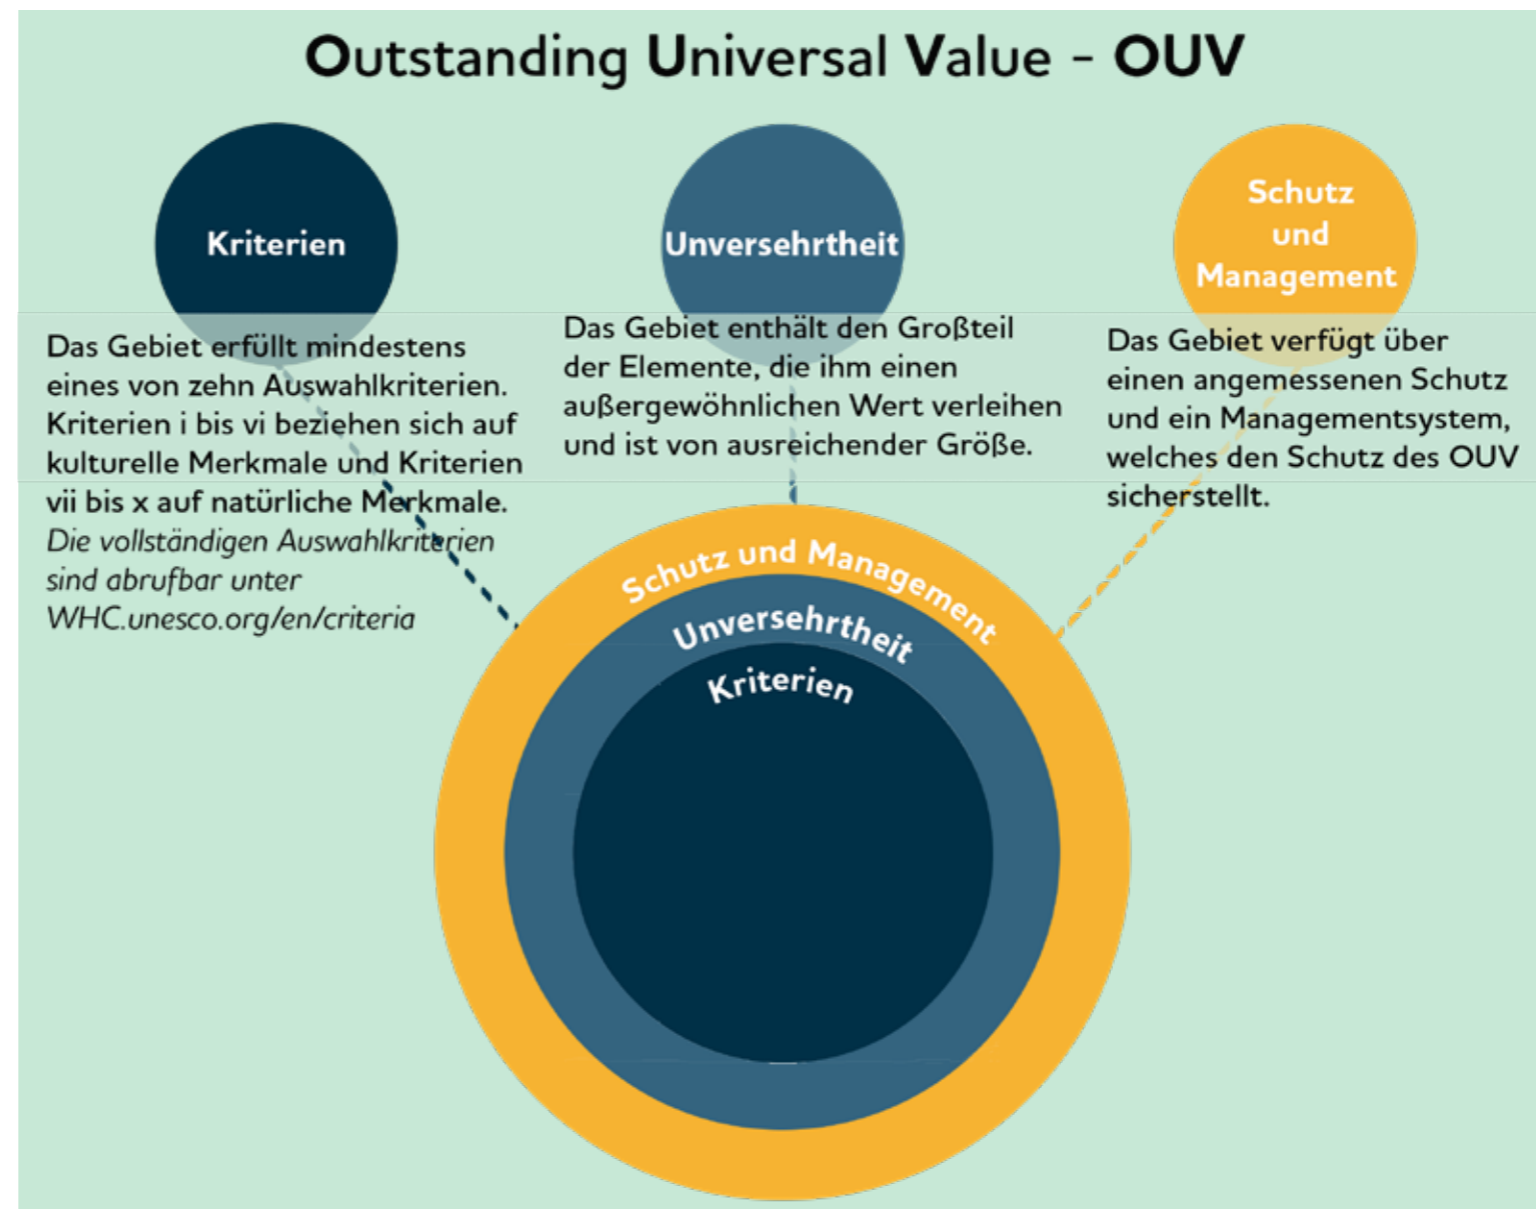 Outstanding Universal Value - OUV
Kriterien
Das Gebiet erfüllt mindestens
eines von zehn Auswahlkriterien.
Kriterien i bis vi beziehen sich auf
kulturelle Merkmale und Kriterien
vii bis x auf natürliche Merkmale.
Die vollständigen Auswahlkriterien
sind abrufbar unter
WHC.unesco.org/en/criteria
Unversehrtheit
Das Gebiet enthält den Großteil
der Elemente, die ihm einen
außergewöhnlichen Wert verleihen
und ist von ausreichender Größe.
Schutz
und
Management
Das Gebiet verfügt über
einen angemessenen Schutz
und ein Managementsystem,
welches den Schutz des OUV
sicherstellt.
Schutz und Management
Unversehrtheit
Kriterien